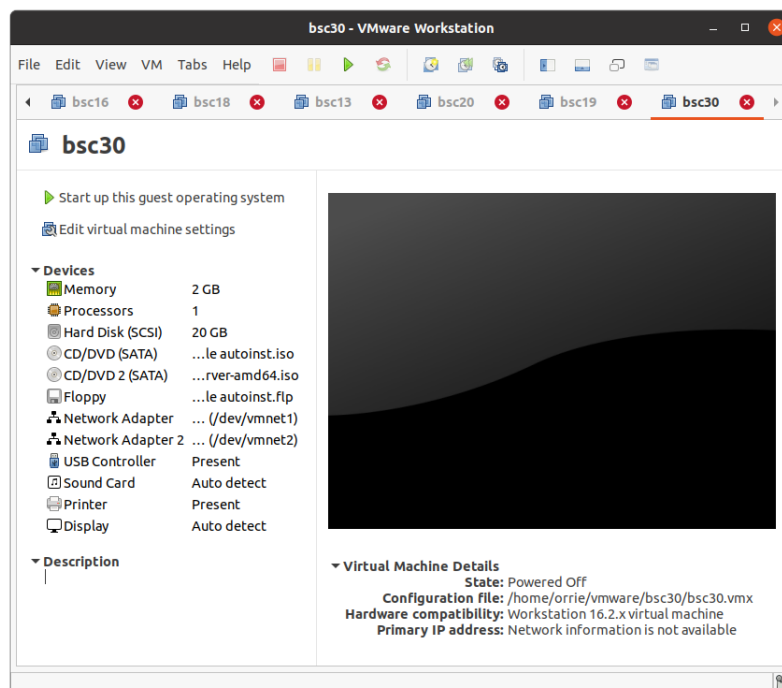 bsc30 - VMware Workstation
File Edit View VM Tabs Help
bsc16 bsc18 bsc13 bsc20 bsc19 bsc30
bsc30
Start up this guest operating system
Edit virtual machine settings
Devices
Memory 2 GB
Processors 1
Hard Disk (SCSI) 20 GB
CD/DVD (SATA) ...le autoinst.iso
CD/DVD 2 (SATA) ...rver-amd64.iso
Floppy ...le autoinst.flp
Network Adapter ... (/dev/vmnet1)
Network Adapter 2 ... (/dev/vmnet2)
USB Controller Present
Sound Card Auto detect
Printer Present
Display Auto detect
Description
Virtual Machine Details
State: Powered Off
Configuration file: /home/orrie/vmware/bsc30/bsc30.vmx
Hardware compatibility: Workstation 16.2.x virtual machine
Primary IP address: Network information is not available